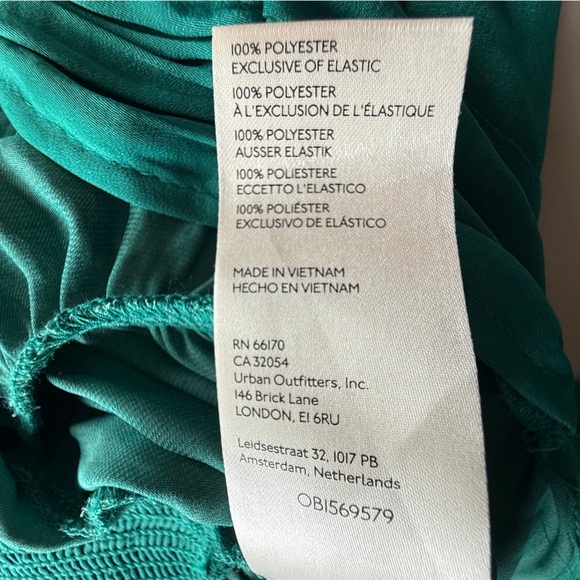 100% POLYESTER
EXCLUSIVE OF ELASTIC
100% POLYESTER
À L'EXCLUSION DE L'ÉLASTIQUE
100% POLYESTER
AUSSER ELASTIK
100% POLIESTERE
ECCETTO L'ELASTICO
100% POLIÉSTER
EXCLUSIVO DE ELÁSTICO
MADE IN VIETNAM
HECHO EN VIETNAM
RN 66170
CA 32054
Urban Outfitters, Inc.
146 Brick Lane
LONDON, E1 6RU
Leidsestraat 32, 1017 PB
Amsterdam, Netherlands
OB1569579